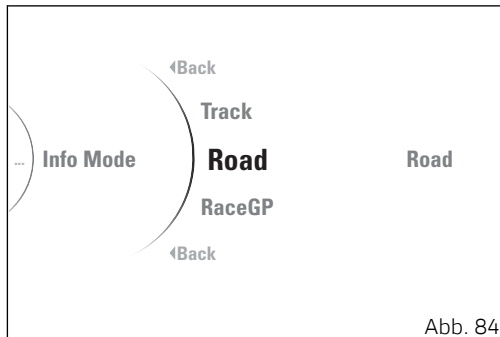 ◂Back
Track
... Info Mode Road Road
RaceGP
◂Back
Abb. 84